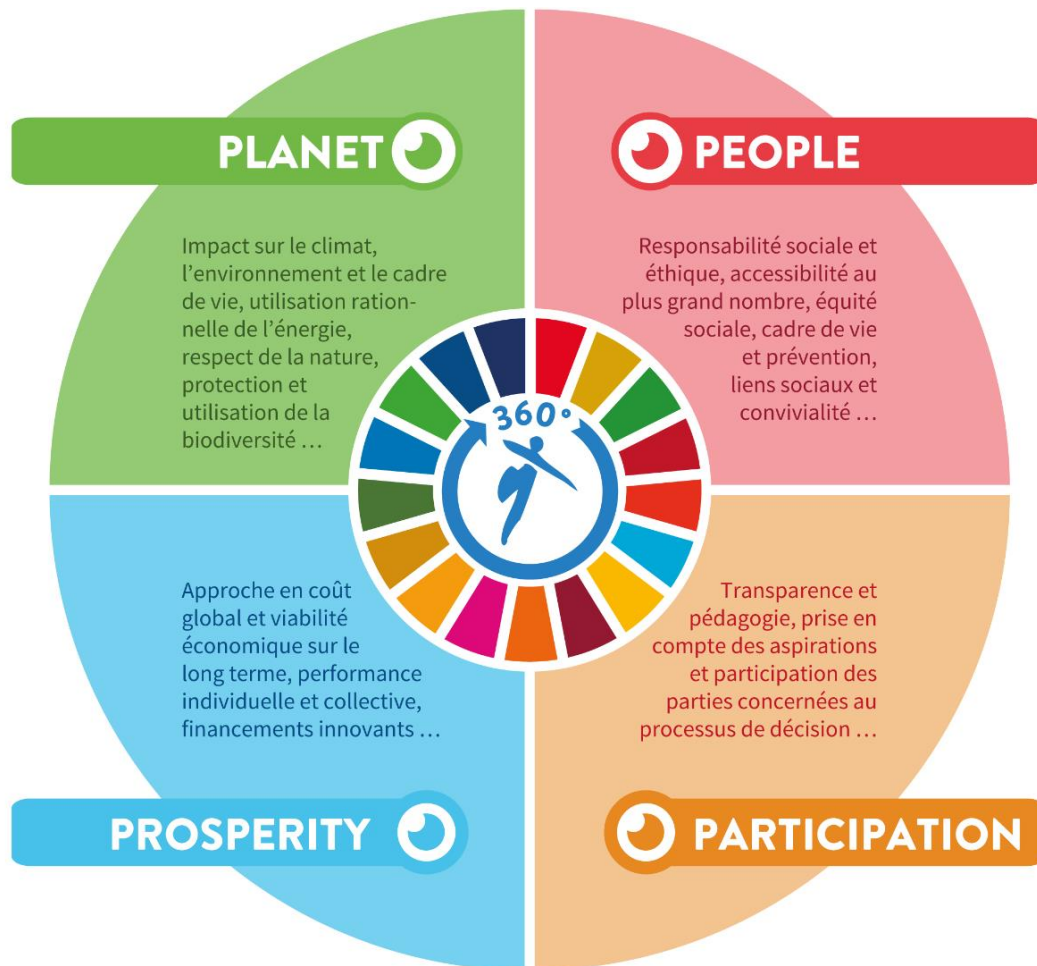 PLANET
Impact sur le climat,
l’environnement et le cadre
de vie, utilisation ration-
nelle de l’énergie,
respect de la nature,
protection et
utilisation de la
biodiversité …
PEOPLE
Responsabilité sociale et
éthique, accessibilité au
plus grand nombre, équité
sociale, cadre de vie
et prévention,
liens sociaux et
convivialité …
360°
Approche en coût
global et viabilité
économique sur le
long terme, performance
individuelle et collective,
financements innovants …
PROSPERITY
Transparence et
pédagogie, prise en
compte des aspirations
et participation des
parties concernées au
processus de décision …
PARTICIPATION